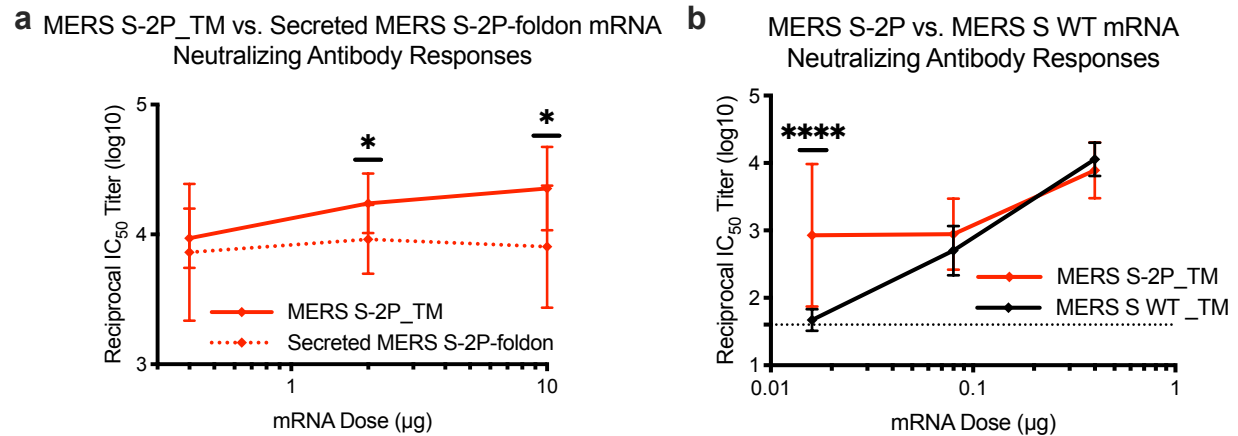 a MERS S-2P_TM vs. Secreted MERS S-2P-foldon mRNA
Neutralizing Antibody Responses
Reciprocal IC50 Titer (log10)
5
4
3
*
*
MERS S-2P_TM
Secreted MERS S-2P-foldon
1
10
mRNA Dose (µg)
b MERS S-2P vs. MERS S WT mRNA
Neutralizing Antibody Responses
Reciprocal IC50 Titer (log10)
5
4
3
2
1
****
MERS S-2P_TM
MERS S WT _TM
0.01
0.1
1
mRNA Dose (µg)